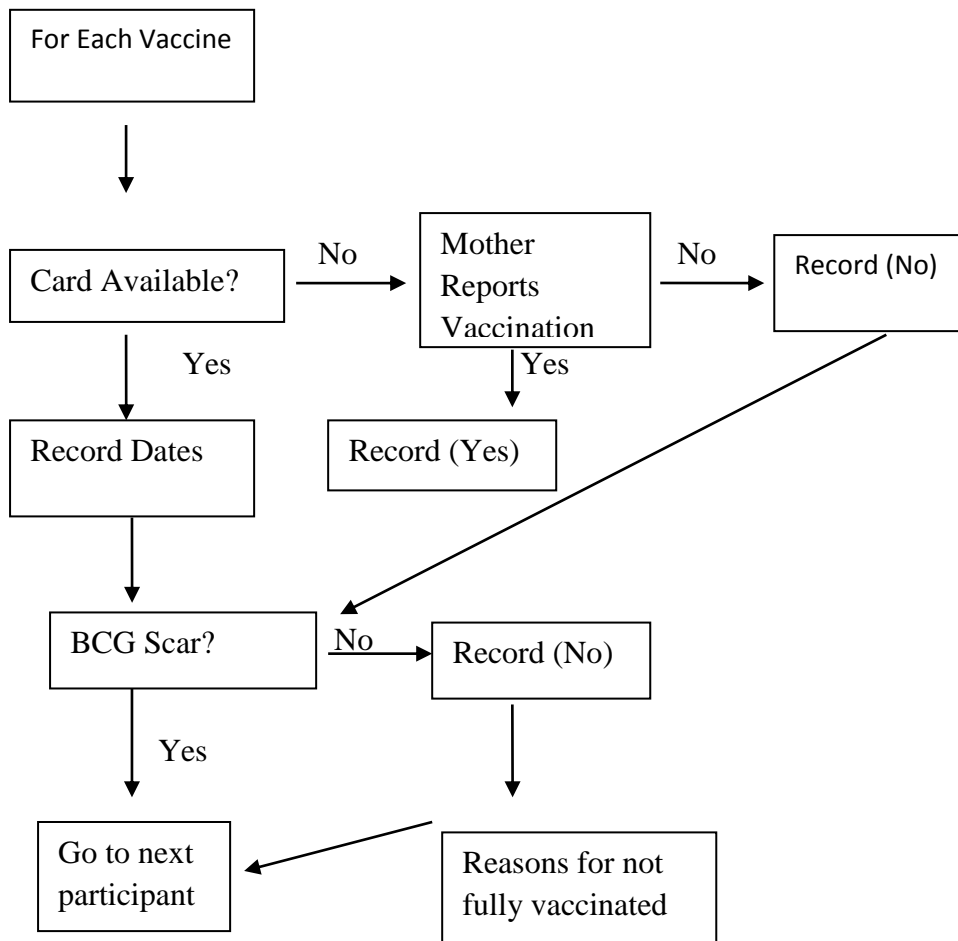 For Each Vaccine
Card Available?
No
Mother
Reports
Vaccination
No
Record (No)
Yes
Yes
Record Dates
Record (Yes)
BCG Scar?
No
Record (No)
Yes
Go to next
participant
Reasons for not
fully vaccinated